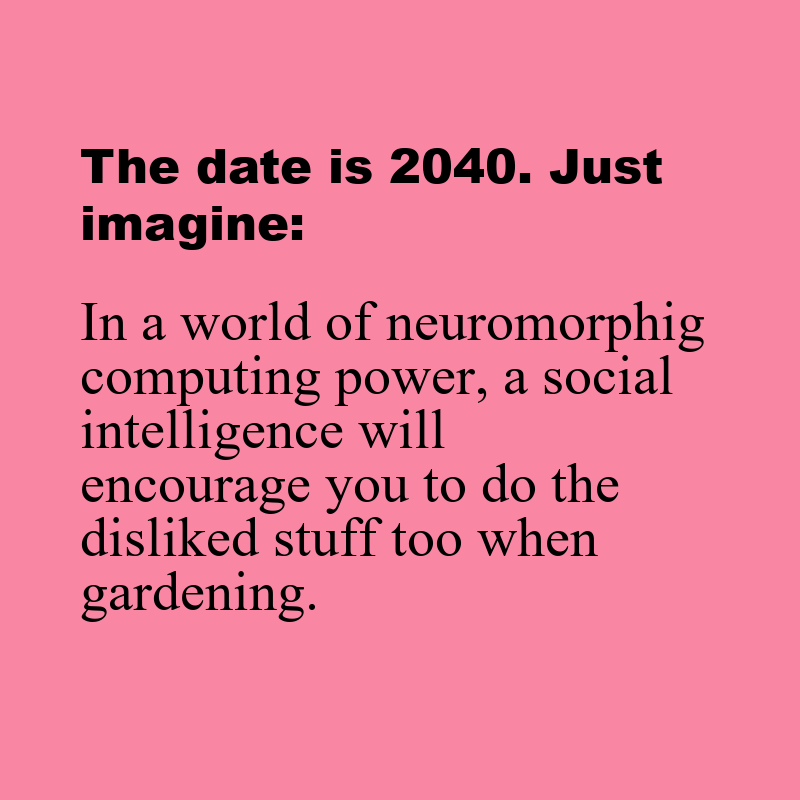 The date is 2040. Just
imagine:
In a world of neuromorphig
computing power, a social
intelligence will
encourage you to do the
disliked stuff too when
gardening.